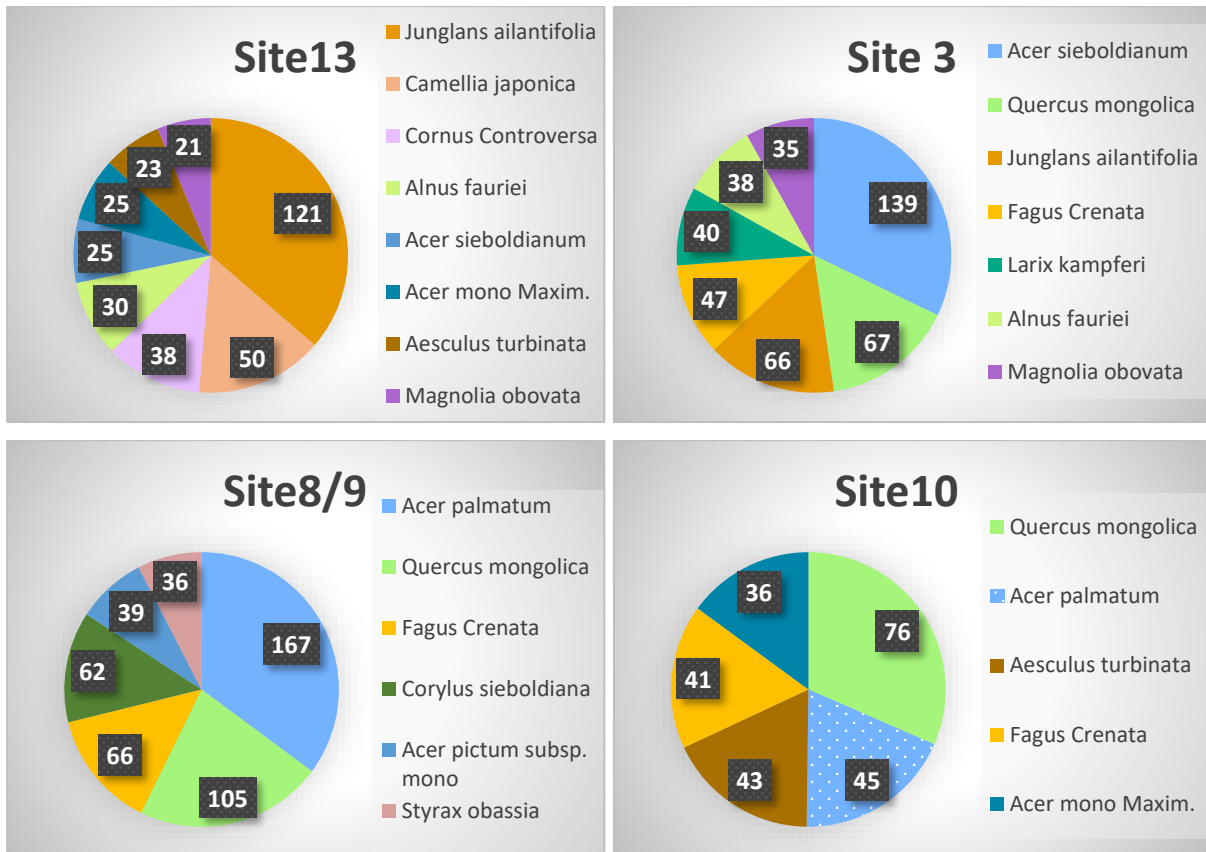 Site13
Junglans ailantifolia
Camellia japonica
Cornus Controversa
Alnus fauriei
Acer sieboldianum
Acer mono Maxim.
Aesculus turbinata
Magnolia obovata
121
50
38
30
25
25
23
21
Site 3
Acer sieboldianum
Quercus mongolica
Junglans ailantifolia
Fagus Crenata
Larix kampferi
Alnus fauriei
Magnolia obovata
139
67
66
47
40
38
35
Site8/9
Acer palmatum
Quercus mongolica
Fagus Crenata
Corylus sieboldiana
Acer pictum subsp.
mono
Styrax obassia
167
105
66
62
39
36
Site10
Quercus mongolica
Acer palmatum
Aesculus turbinata
Fagus Crenata
Acer mono Maxim.
76
45
43
41
36